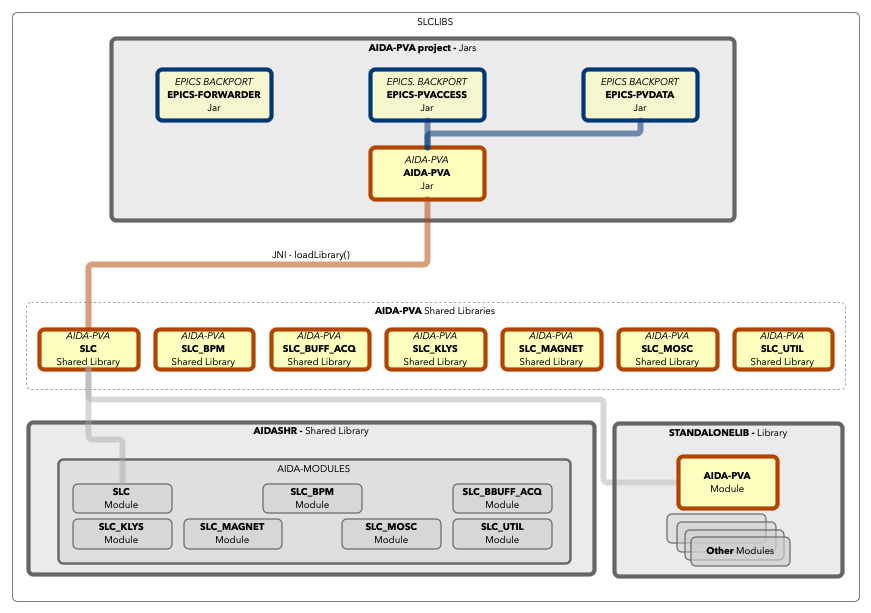 SLCLIBS
AIDA-PVA project - Jars
EPICS BACKPORT
EPICS-FORWARDER
Jar
EPICS. BACKPORT
EPICS-PVACCESS
Jar
EPICS BACKPORT
EPICS-PVDATA
Jar
AIDA-PVA
AIDA-PVA
Jar
JNI - loadLibrary()
AIDA-PVA Shared Libraries
AIDA-PVA
SLC
Shared Library
AIDA-PVA
SLC_BPM
Shared Library
AIDA-PVA
SLC_BUFF_ACQ
Shared Library
AIDA-PVA
SLC_KLYS
Shared Library
AIDA-PVA
SLC_MAGNET
Shared Library
AIDA-PVA
SLC_MOSC
Shared Library
AIDA-PVA
SLC_UTIL
Shared Library
AIDASHR - Shared Library
AIDA-MODULES
SLC
Module
SLC_BPM
Module
SLC_BBUFF_ACQ
Module
SLC_KLYS
Module
SLC_MAGNET
Module
SLC_MOSC
Module
SLC_UTIL
Module
STANDALONELIB - Library
AIDA-PVA
Module
Other Modules